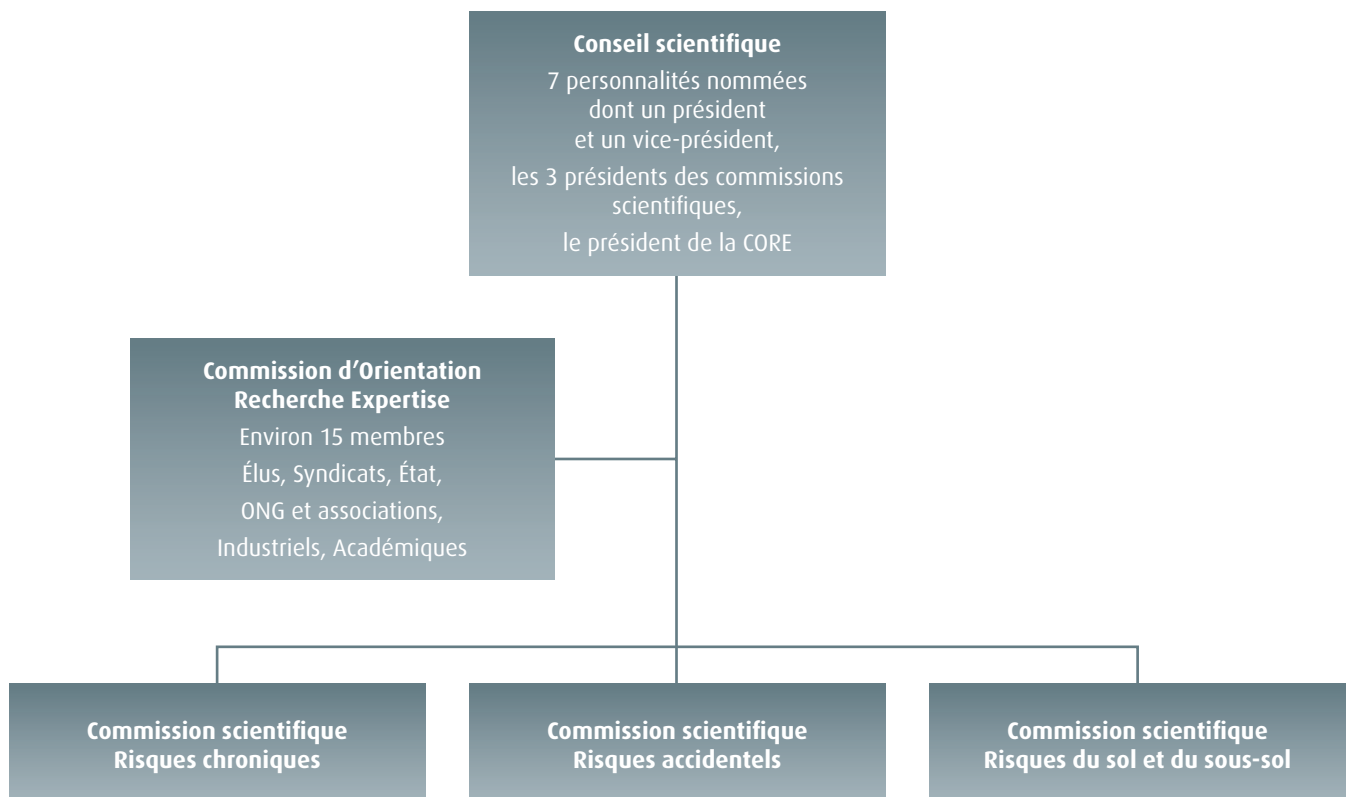 Conseil scientifique
7 personnalités nommées
dont un président
et un vice-président,
les 3 présidents des commissions
scientifiques,
le président de la CORE
Commission d'Orientation
Recherche Expertise
Environ 15 membres
Élus, Syndicats, État,
ONG et associations,
Industriels, Académiques
Commission scientifique
Risques chroniques
Commission scientifique
Risques accidentels
Commission scientifique
Risques du sol et du sous-sol